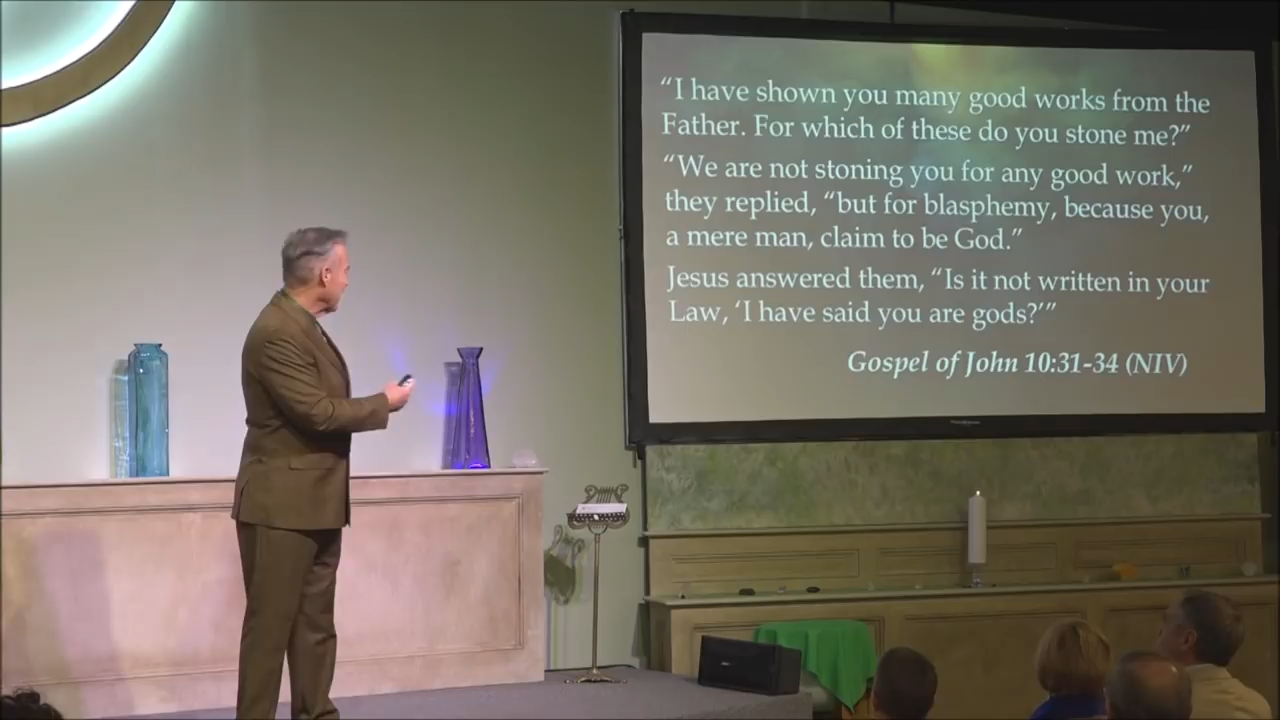 “I have shown you many good works from the
Father. For which of these do you stone me?”
“We are not stoning you for any good work,”
they replied, “but for blasphemy, because you,
a mere man, claim to be God.”
Jesus answered them, “Is it not written in your
Law, ‘I have said you are gods?’”
Gospel of John 10:31-34 (NIV)